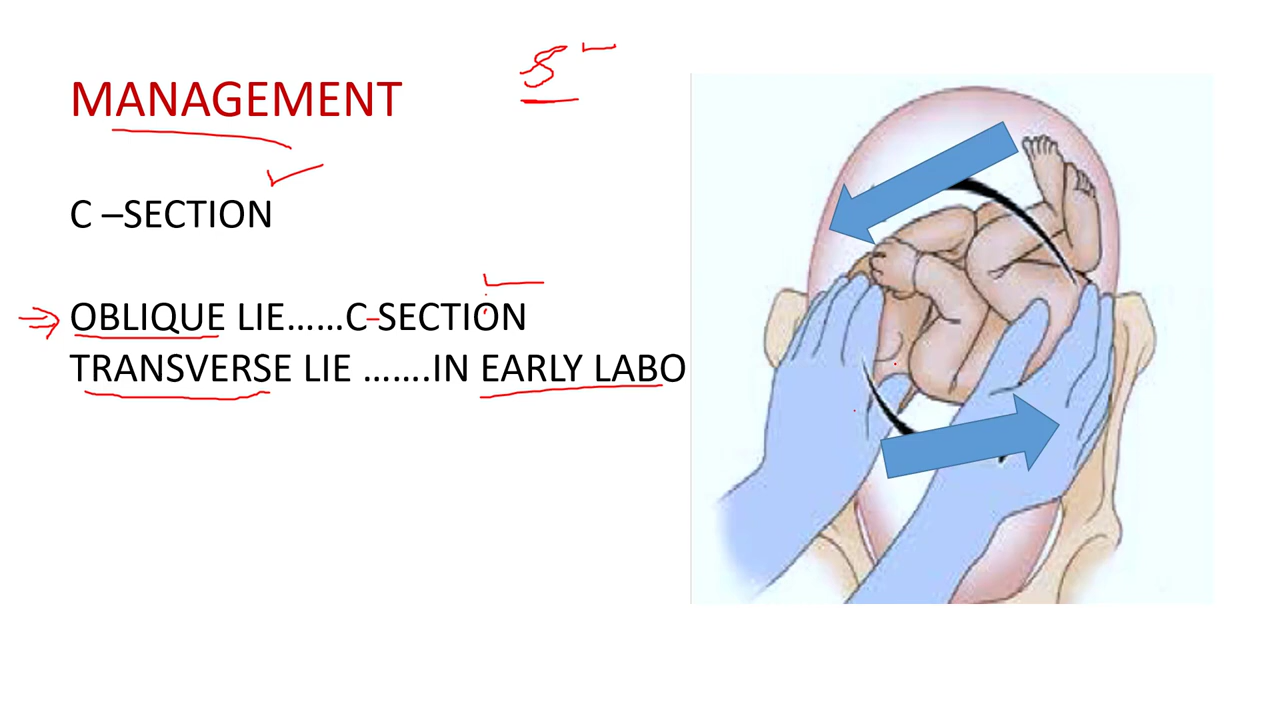 MANAGEMENT
C –SECTION
OBLIQUE LIE……C-SECTION
TRANSVERSE LIE …….IN EARLY LABO